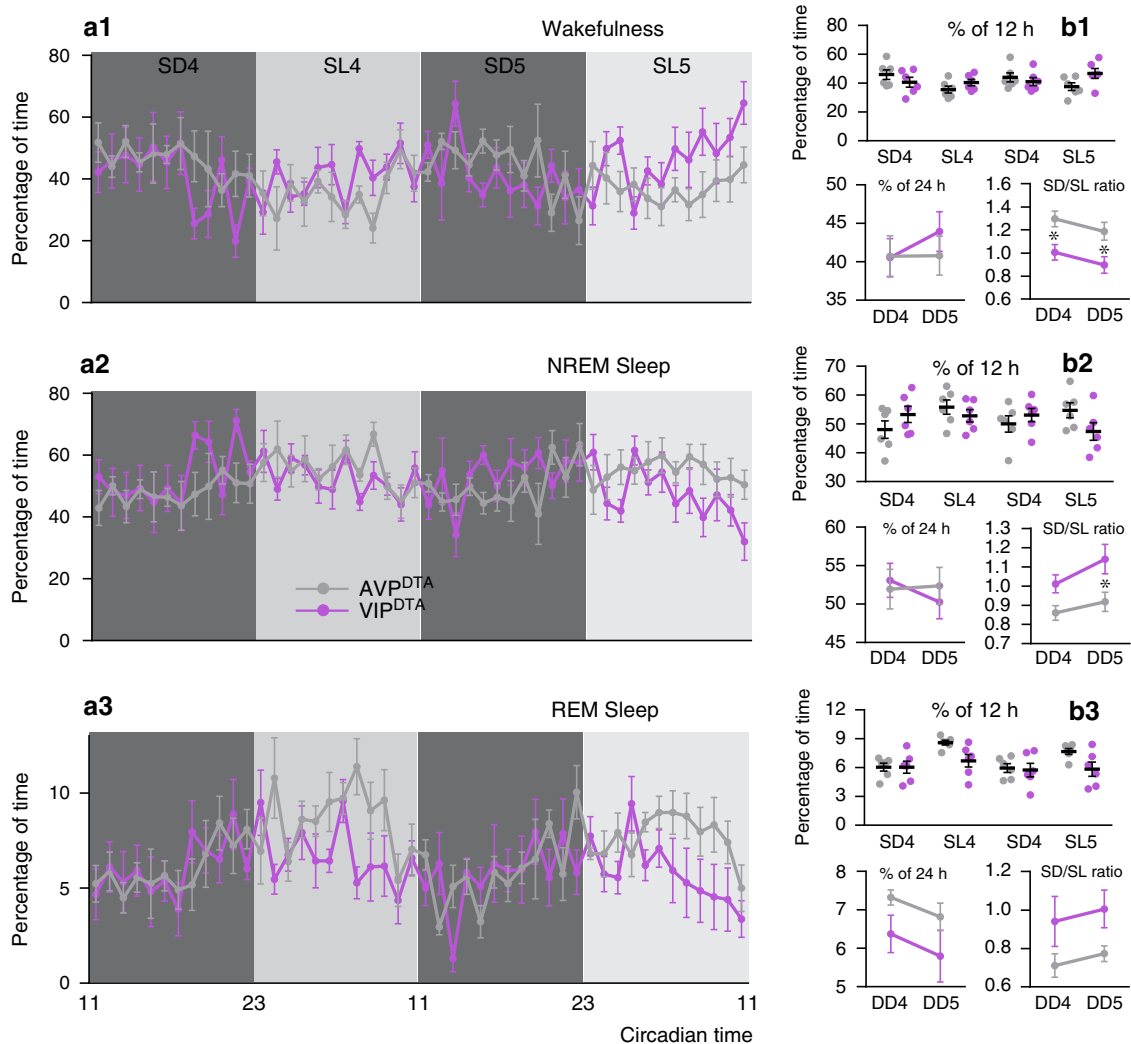 a1
Wakefulness
SD4 SL4 SD5 SL5
Percentage of time
80
60
40
20
0
a2
NREM Sleep
Percentage of time
80
60
40
20
0
AVP^DTA
VIP^DTA
a3
REM Sleep
Percentage of time
10
5
0
11 23 11 23 11
Circadian time
b1
% of 12 h
Percentage of time
80
60
40
20
0
SD4 SL4 SD4 SL5
% of 24 h
50
45
40
35
DD4 DD5
SD/SL ratio
1.6
1.4
1.2
1.0
0.8
0.6
*
*
DD4 DD5
b2
% of 12 h
Percentage of time
70
60
50
40
30
SD4 SL4 SD4 SL5
% of 24 h
60
55
50
45
DD4 DD5
SD/SL ratio
1.3
1.2
1.1
1.0
0.9
0.8
0.7
*
DD4 DD5
b3
% of 12 h
Percentage of time
12
9
6
3
0
SD4 SL4 SD4 SL5
% of 24 h
8
7
6
5
DD4 DD5
SD/SL ratio
1.2
1.0
0.8
0.6
DD4 DD5